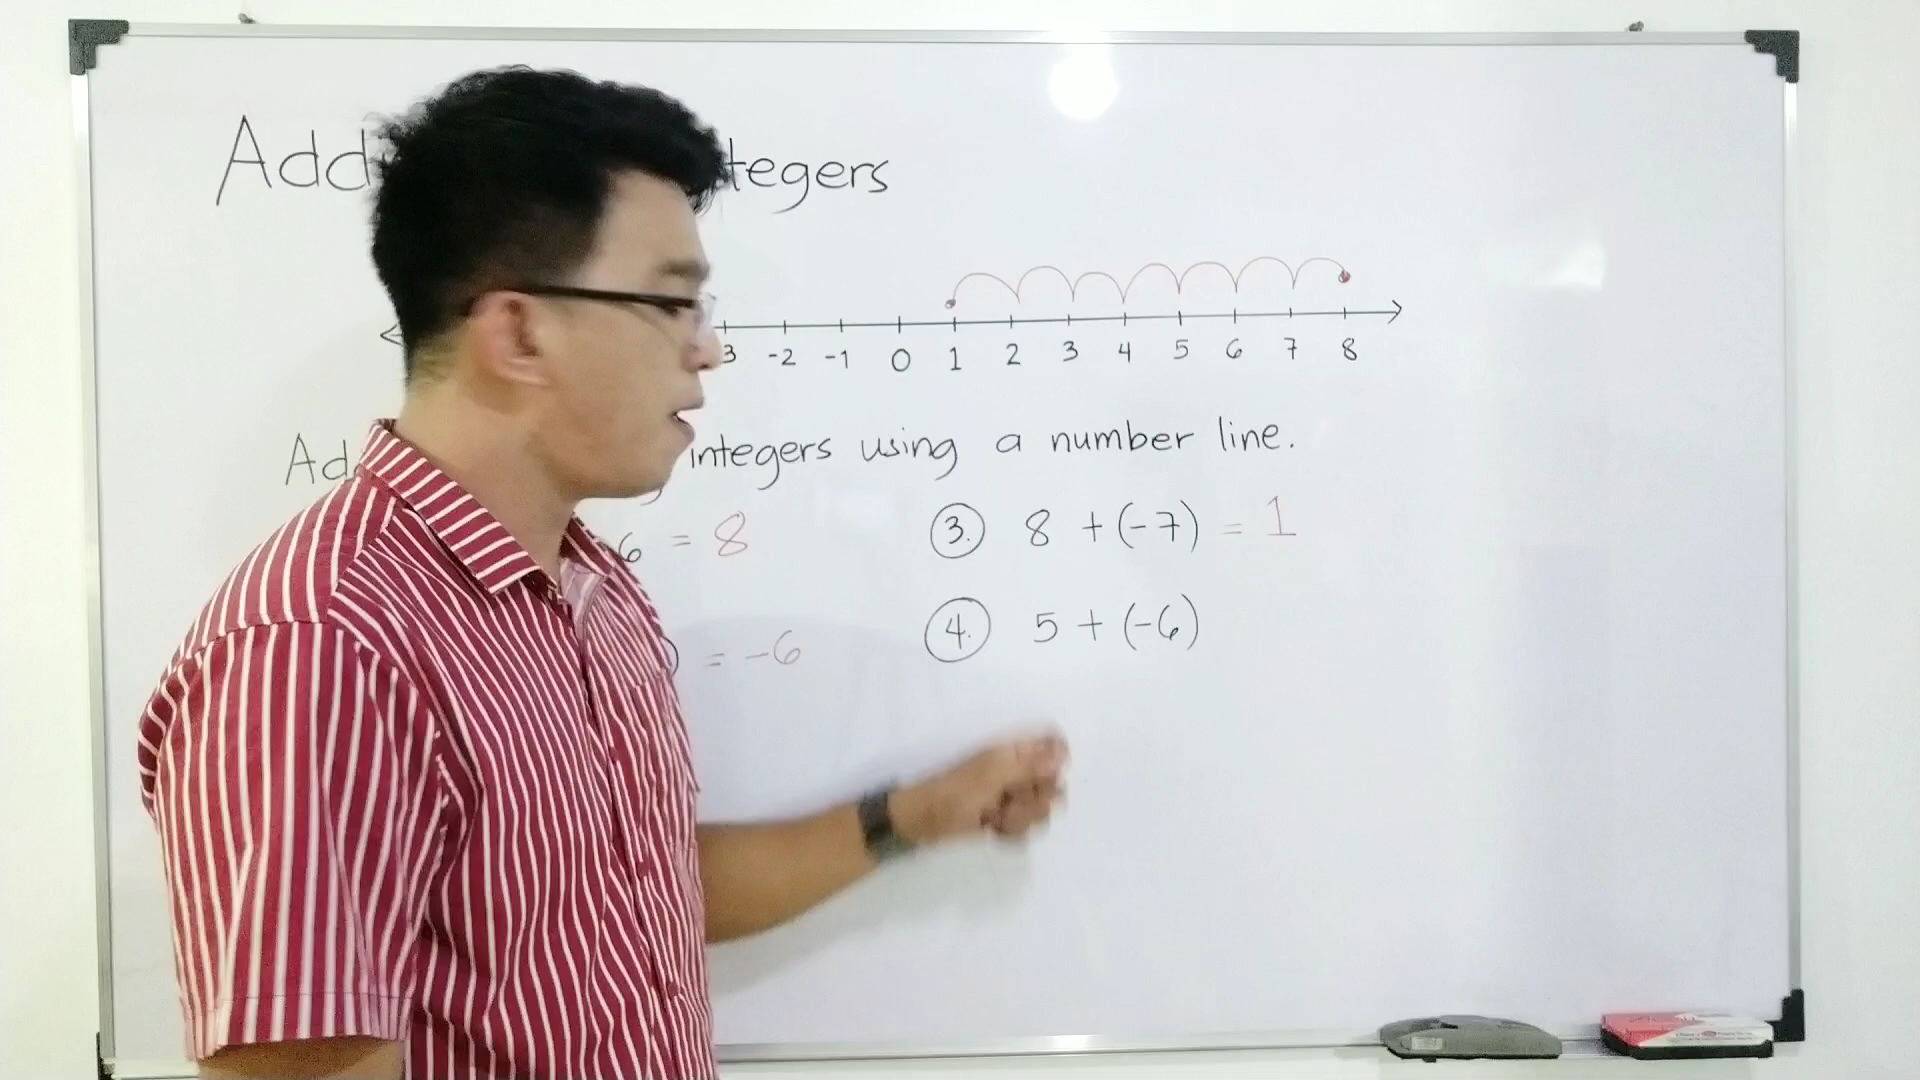 Add tegers
3 -2 -1 0 1 2 3 4 5 6 7 8
Ad integers using a number line.
6 = 8
3. 8 + (-7) = 1
) = -6
4. 5 + (-6)